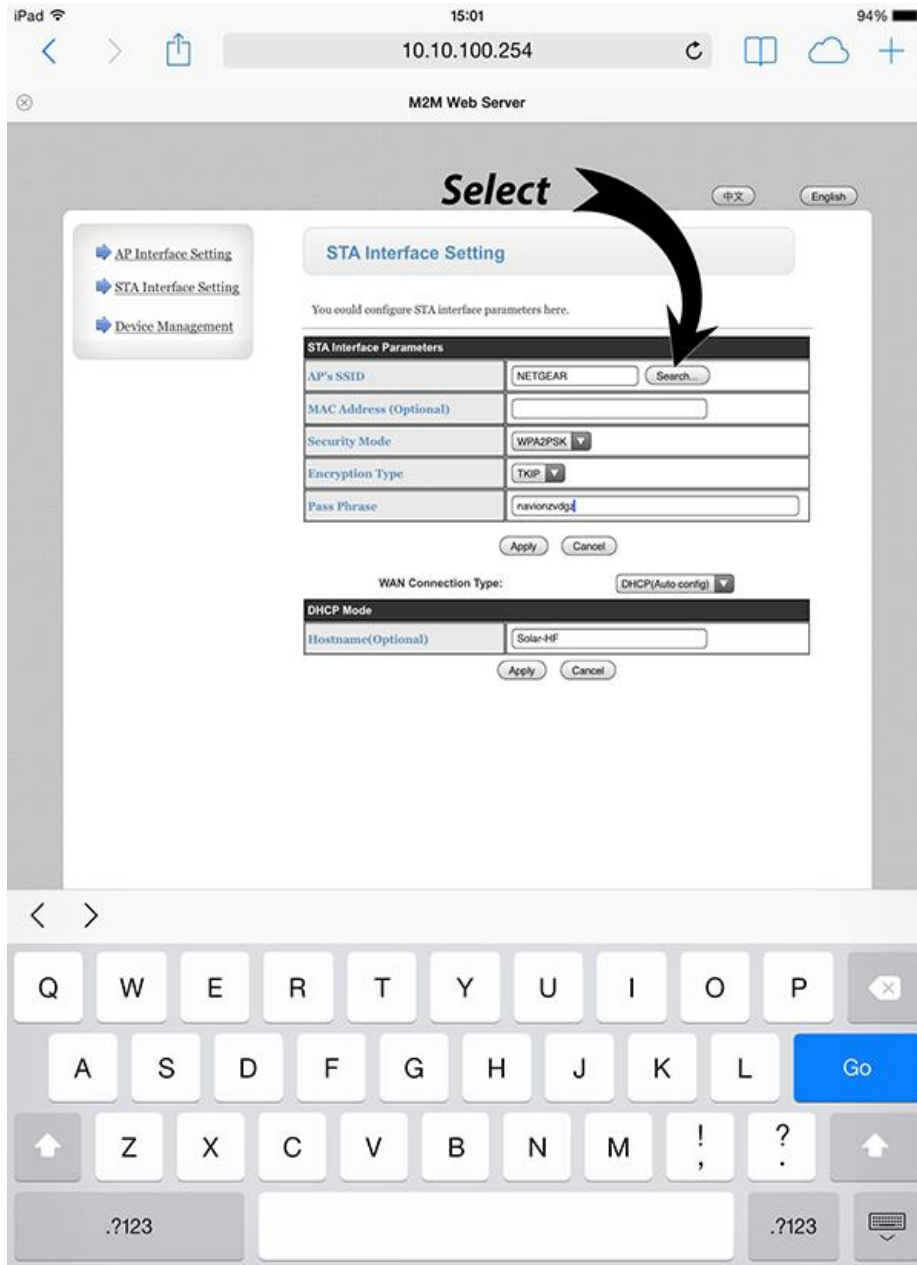 iPad 15:01 94%
10.10.100.254
M2M Web Server
Select
中文 English
AP Interface Setting
STA Interface Setting
Device Management
STA Interface Setting
You could configure STA interface parameters here.
STA Interface Parameters
AP's SSID NETGEAR Search...
MAC Address (Optional)
Security Mode WPA2PSK
Encryption Type TKIP
Pass Phrase navionzvdgz
Apply Cancel
WAN Connection Type: DHCP(Auto config)
DHCP Mode
Hostname(Optional) Solar-HF
Apply Cancel
Q W E R T Y U I O P
A S D F G H J K L Go
Z X C V B N M ! , ? .
.?123 .?123